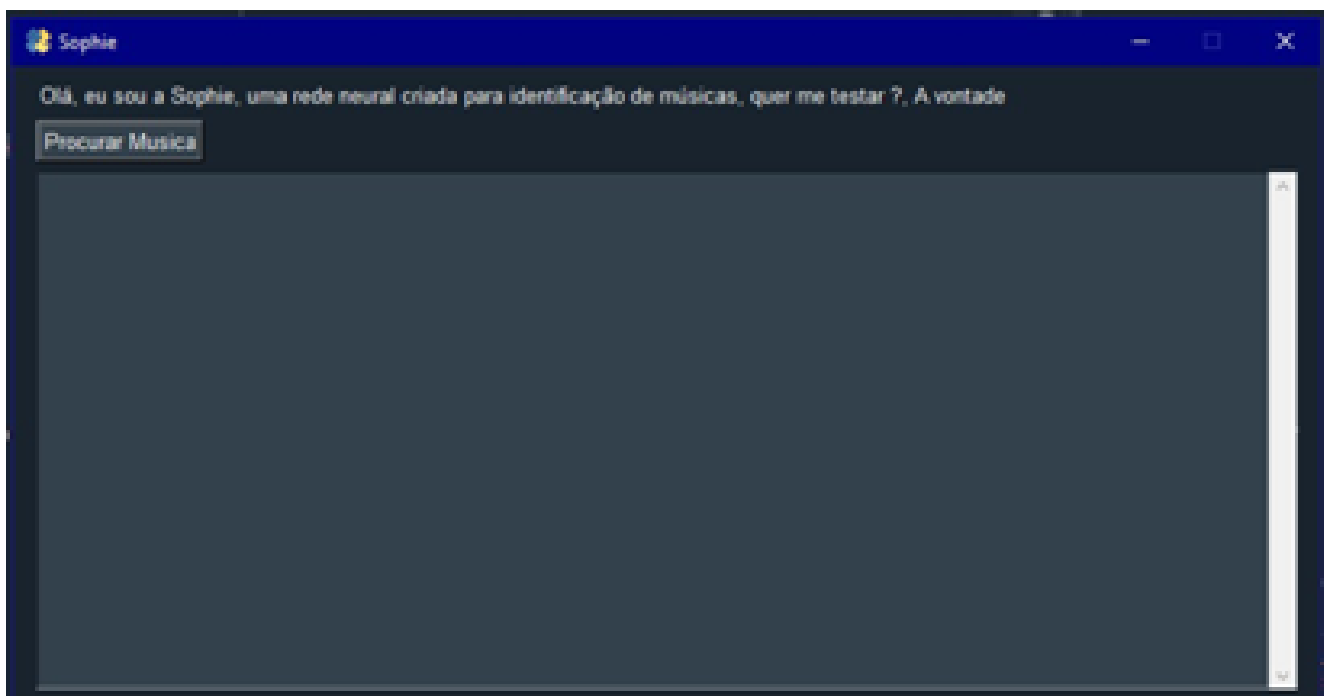 Sophie
Olá, eu sou a Sophie, uma rede neural criada para identificação de músicas, quer me testar ?, A vontade
Procurar Musica